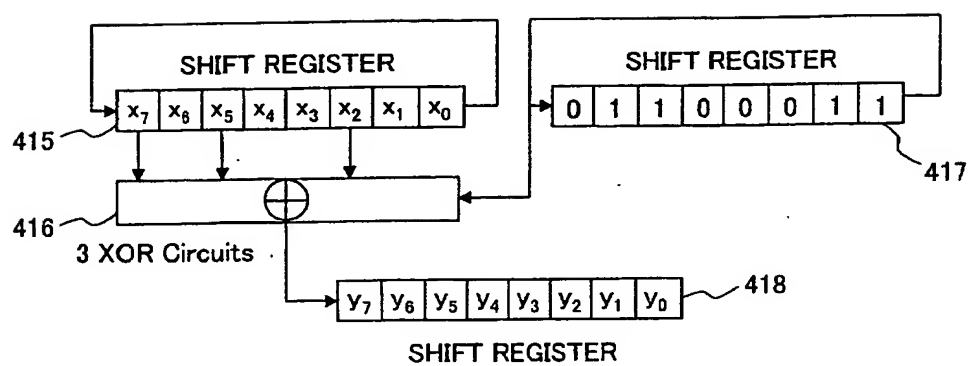 SHIFT REGISTER
SHIFT REGISTER
x7 x6 x5 x4 x3 x2 x1 x0
0 1 1 0 0 0 1 1
415
417
416
3 XOR Circuits
y7 y6 y5 y4 y3 y2 y1 y0
418
SHIFT REGISTER